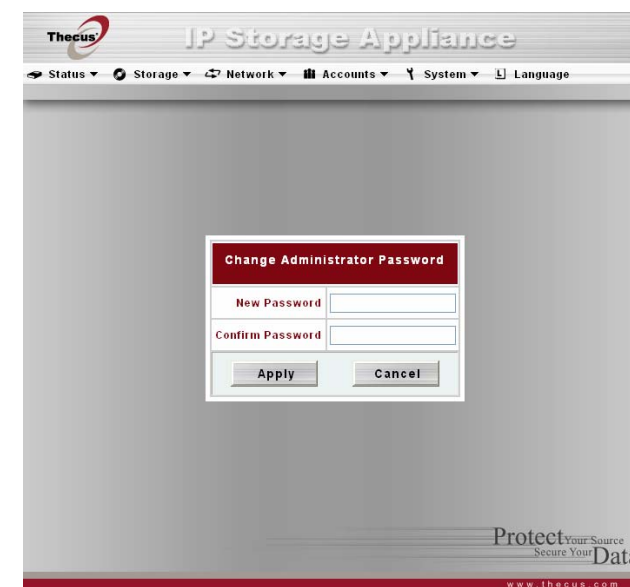 Thecus
IP Storage Appliance
Status ▾ Storage ▾ Network ▾ Accounts ▾ System ▾ L Language
Change Administrator Password
New Password
Confirm Password
Apply Cancel
Protect Your Source
Secure Your Data
www.thecus.com